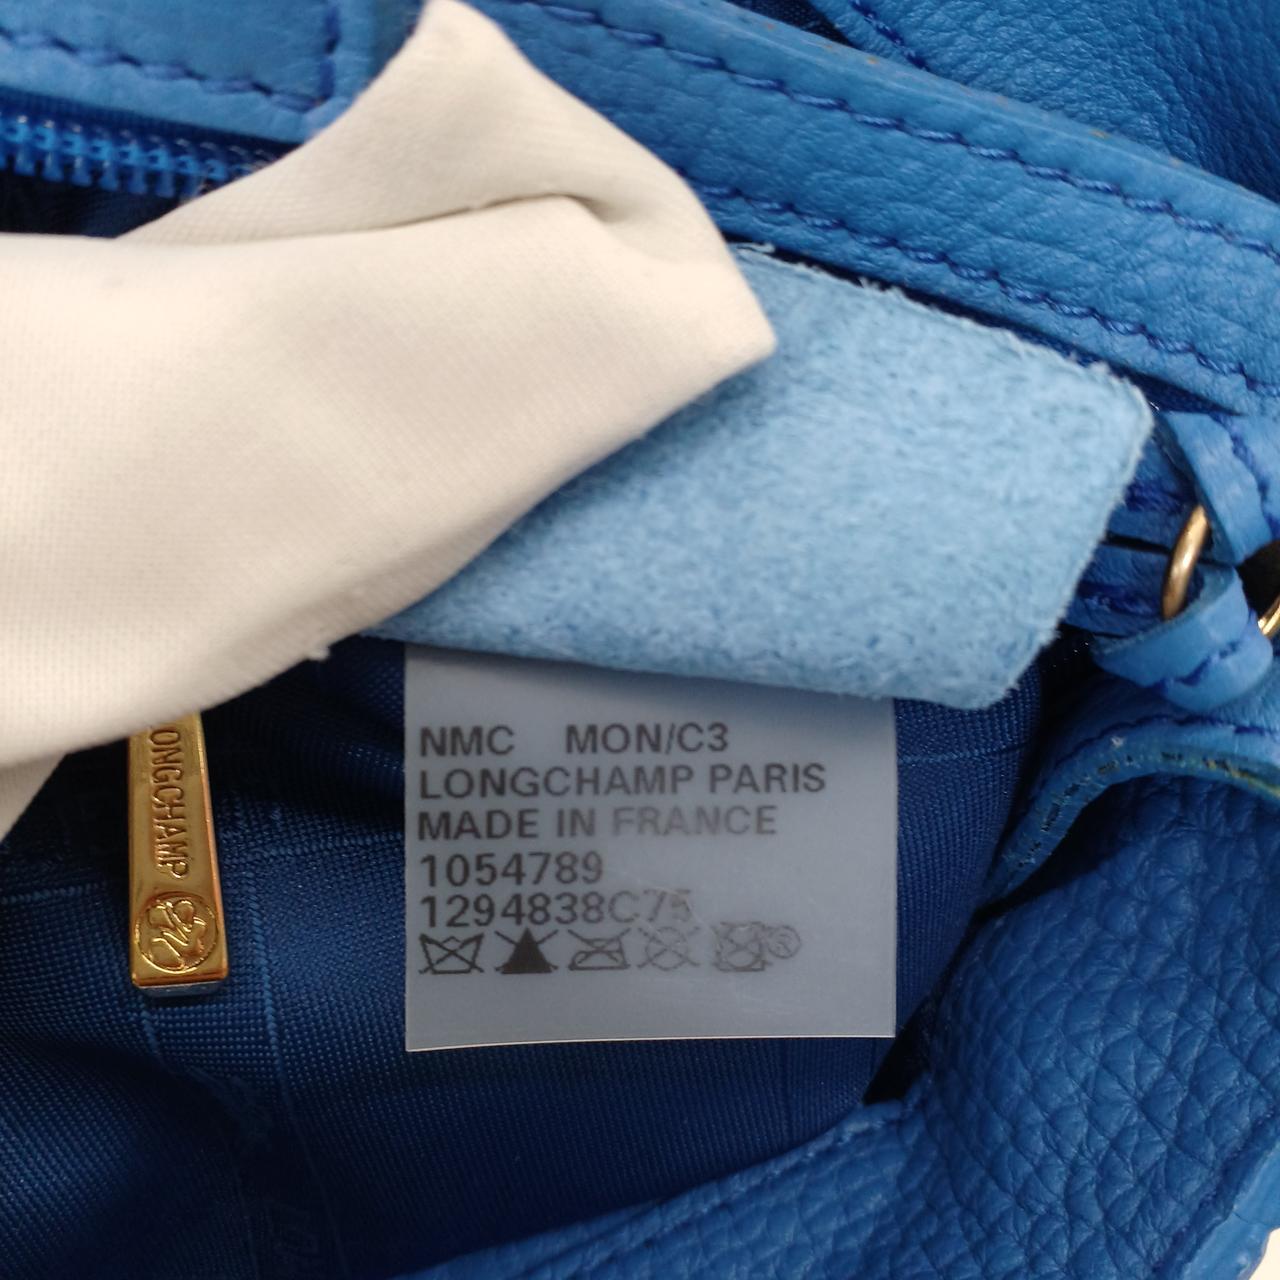 NMC MON/C3
LONGCHAMP PARIS
MADE IN FRANCE
1054789
1294838C75
LONGCHAMP